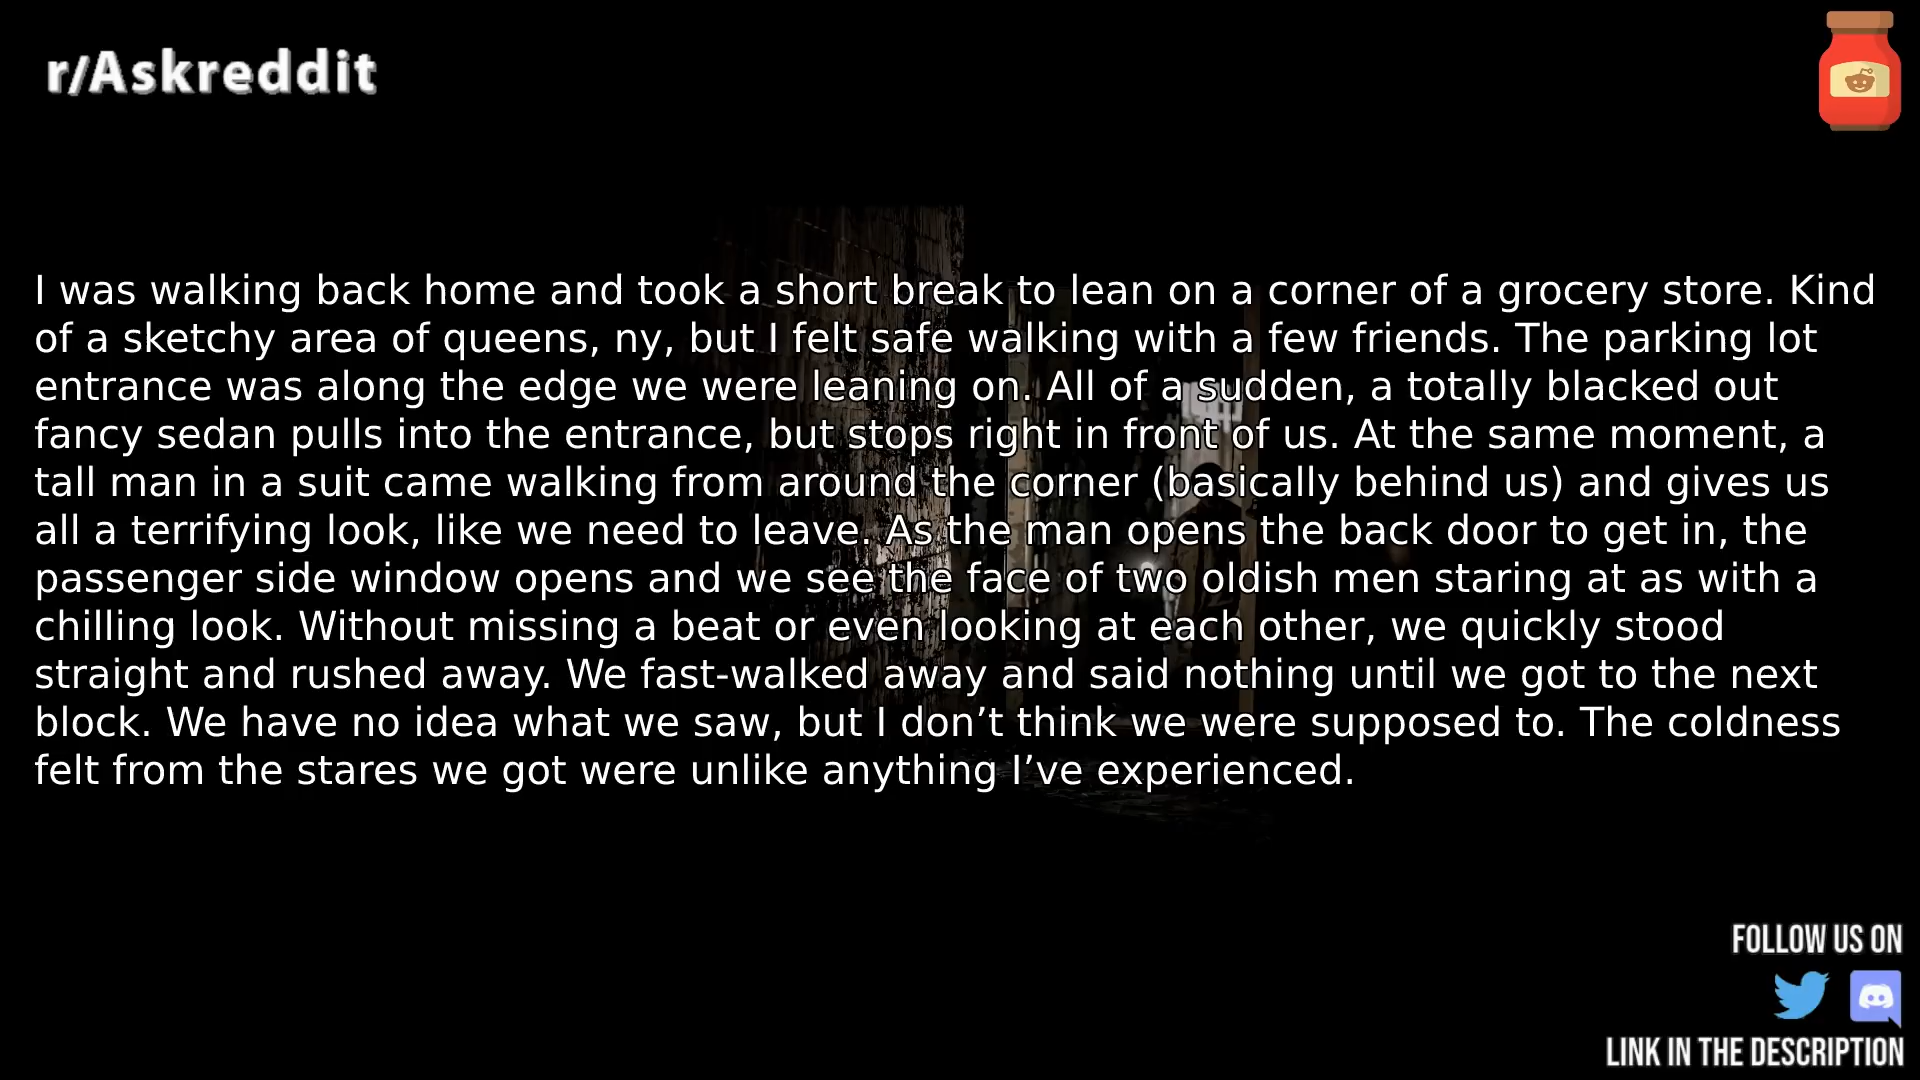 r/Askreddit
I was walking back home and took a short break to lean on a corner of a grocery store. Kind
of a sketchy area of queens, ny, but I felt safe walking with a few friends. The parking lot
entrance was along the edge we were leaning on. All of a sudden, a totally blacked out
fancy sedan pulls into the entrance, but stops right in front of us. At the same moment, a
tall man in a suit came walking from around the corner (basically behind us) and gives us
all a terrifying look, like we need to leave. As the man opens the back door to get in, the
passenger side window opens and we see the face of two oldish men staring at as with a
chilling look. Without missing a beat or even looking at each other, we quickly stood
straight and rushed away. We fast-walked away and said nothing until we got to the next
block. We have no idea what we saw, but I don’t think we were supposed to. The coldness
felt from the stares we got were unlike anything I’ve experienced.
FOLLOW US ON
LINK IN THE DESCRIPTION